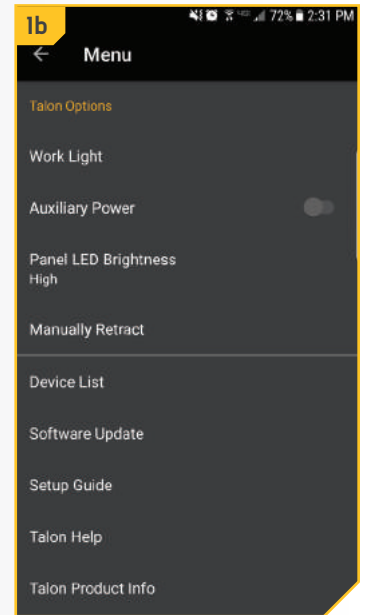 1b
72% 2:31 PM
Menu
Talon Options
Work Light
Auxiliary Power
Panel LED Brightness
High
Manually Retract
Device List
Software Update
Setup Guide
Talon Help
Talon Product Info